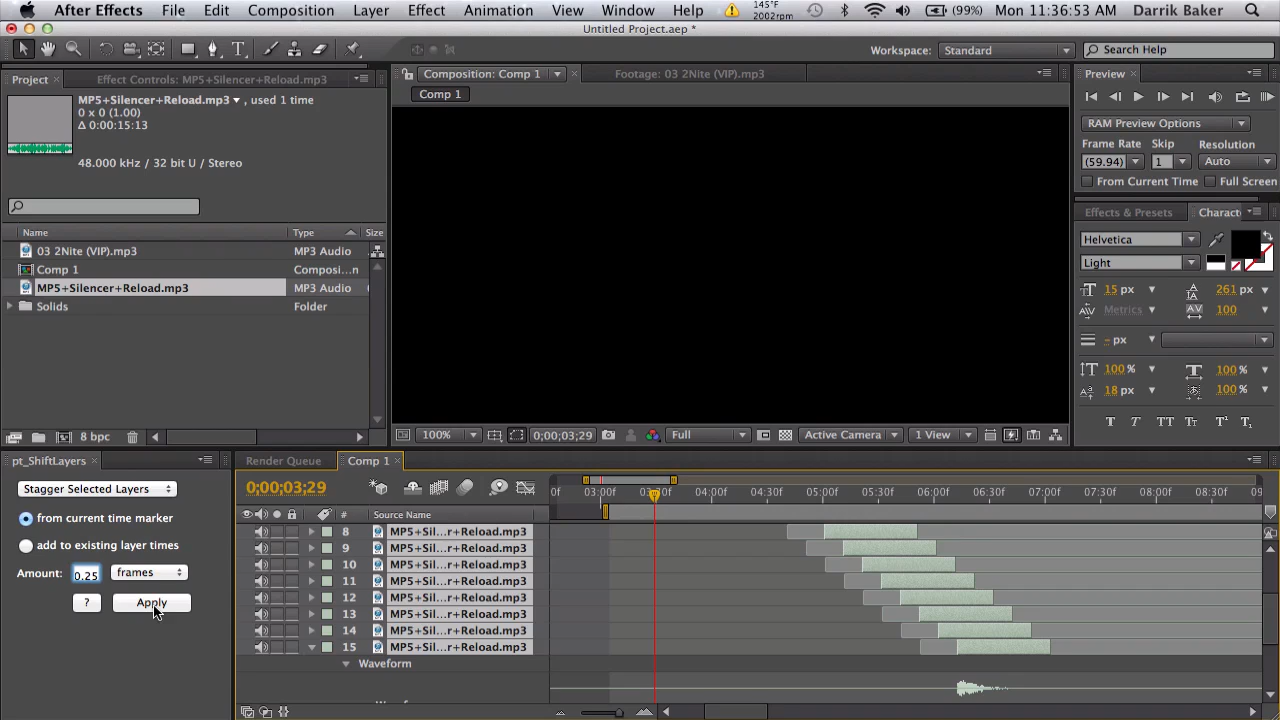 After Effects File Edit Composition Layer Effect Animation View Window Help 145°F 2002rpm (99%) Mon 11:36:53 AM Darrik Baker
Untitled Project.aep *
Workspace: Standard Search Help
Project Effect Controls: MP5+Silencer+Reload.mp3
Composition: Comp 1 Footage: 03 2Nite (VIP).mp3
Preview
Comp 1
MP5+Silencer+Reload.mp3 , used 1 time
0 x 0 (1.00)
Δ 0:00:15:13
48.000 kHz / 32 bit U / Stereo
RAM Preview Options
Frame Rate Skip Resolution
(59.94) 1 Auto
From Current Time Full Screen
Effects & Presets Charact
Helvetica
Light
15 px 261 px
Metrics 100
- px
100 % 100 %
18 px 100 %
T T TT Tr T¹ T,
Name Type Size
03 2Nite (VIP).mp3 MP3 Audio
Comp 1 Composi...n
MP5+Silencer+Reload.mp3 MP3 Audio
Solids Folder
8 bpc
100% 0;00;03;29 Full Active Camera 1 View
pt_ShiftLayers
Stagger Selected Layers
from current time marker
add to existing layer times
Amount: 0.25 frames
? Apply
Render Queue Comp 1
0;00;03;29
# Source Name
0f 03:00f 03:30f 04:00f 04:30f 05:00f 05:30f 06:00f 06:30f 07:00f 07:30f 08:00f 08:30f 09
8 MP5+Sil...r+Reload.mp3
9 MP5+Sil...r+Reload.mp3
10 MP5+Sil...r+Reload.mp3
11 MP5+Sil...r+Reload.mp3
12 MP5+Sil...r+Reload.mp3
13 MP5+Sil...r+Reload.mp3
14 MP5+Sil...r+Reload.mp3
15 MP5+Sil...r+Reload.mp3
Waveform